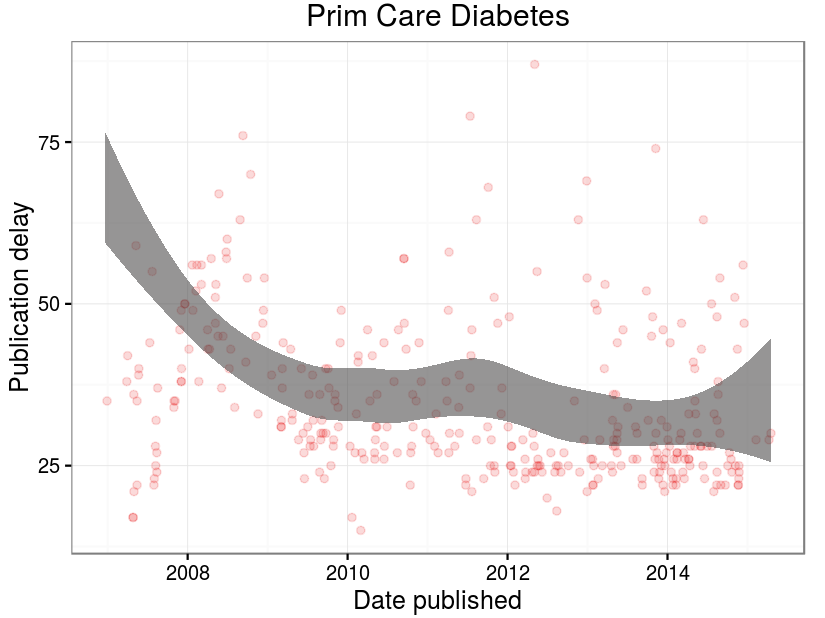 Prim Care Diabetes
Publication delay
75
50
25
2008 2010 2012 2014
Date published